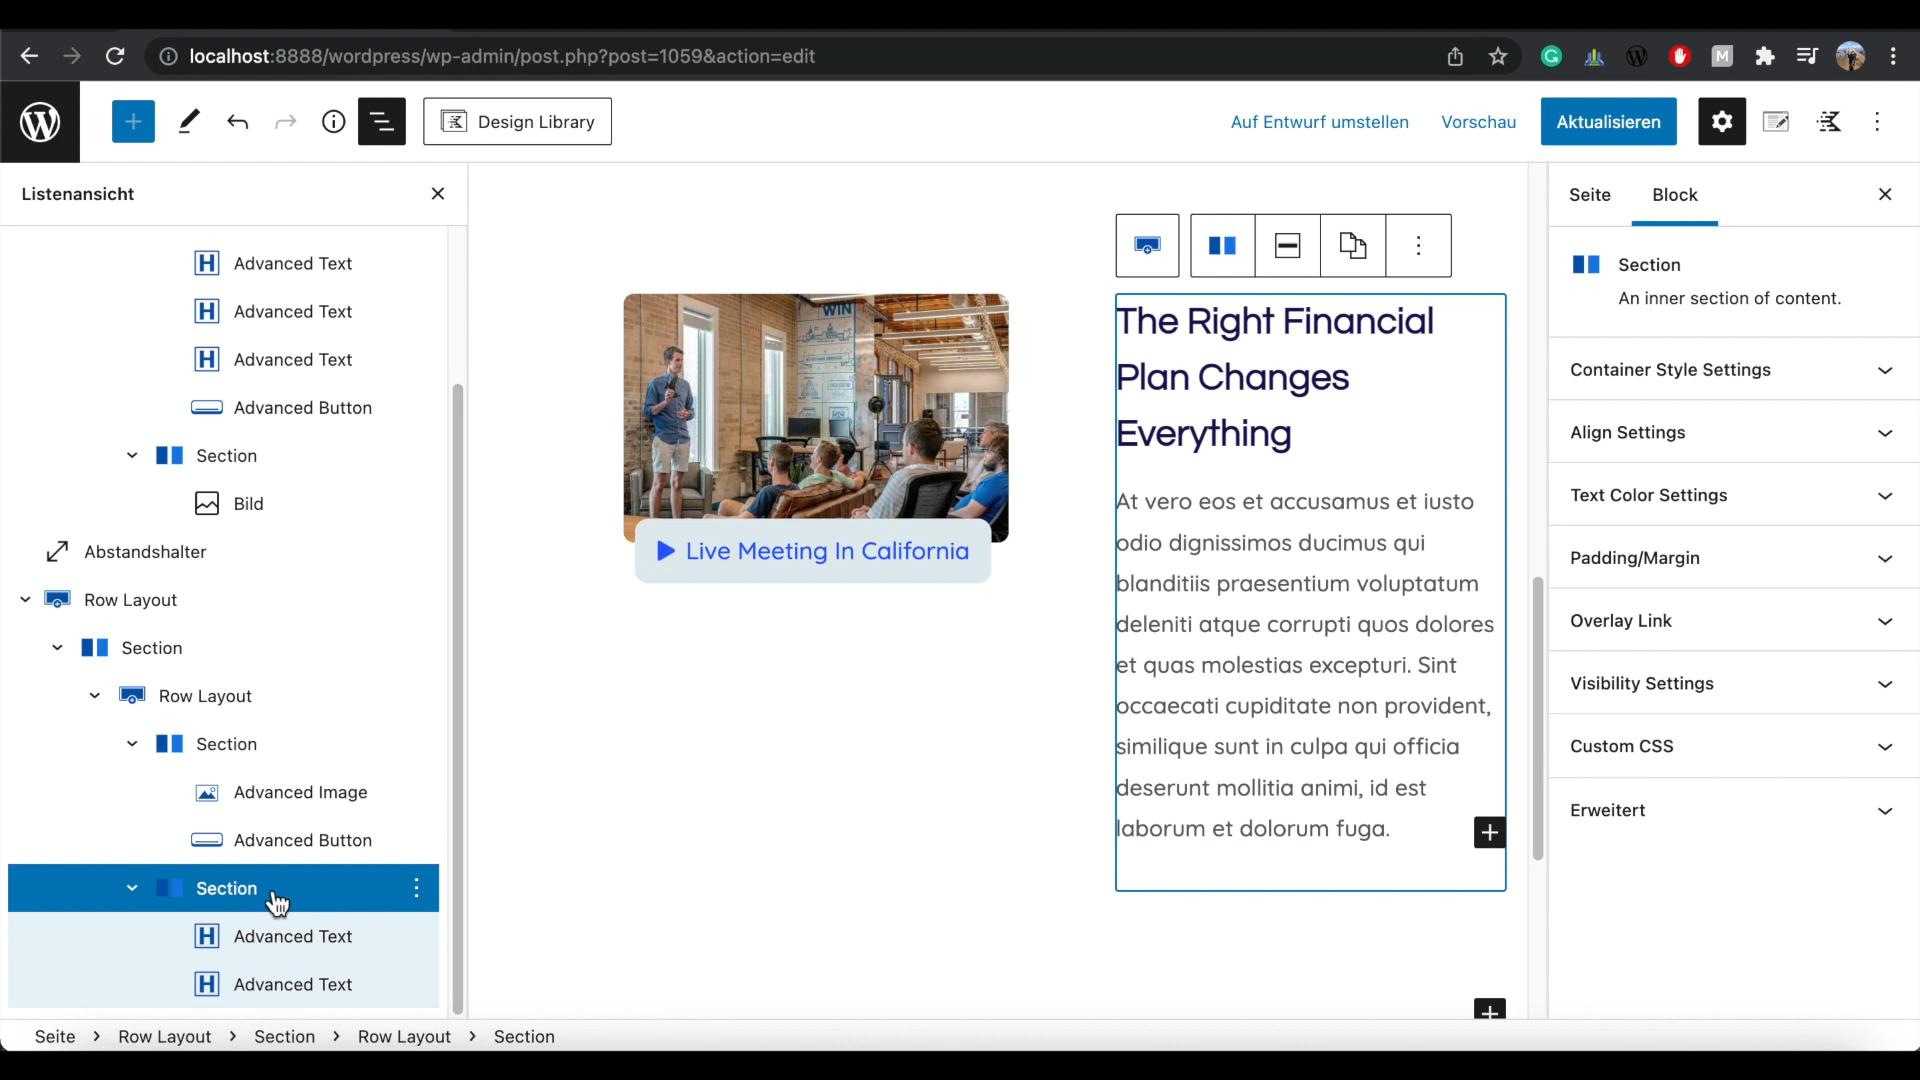 localhost:8888/wordpress/wp-admin/post.php?post=1059&action=edit
Design Library
Auf Entwurf umstellen
Vorschau
Aktualisieren
Listenansicht
Advanced Text
Advanced Text
Advanced Text
Advanced Button
Section
Bild
Abstandshalter
Row Layout
Section
Row Layout
Section
Advanced Image
Advanced Button
Section
Advanced Text
Advanced Text
WIN
Live Meeting In California
The Right Financial
Plan Changes
Everything
At vero eos et accusamus et iusto
odio dignissimos ducimus qui
blanditiis praesentium voluptatum
deleniti atque corrupti quos dolores
et quas molestias excepturi. Sint
occaecati cupiditate non provident,
similique sunt in culpa qui officia
deserunt mollitia animi, id est
laborum et dolorum fuga.
Seite
Block
Section
An inner section of content.
Container Style Settings
Align Settings
Text Color Settings
Padding/Margin
Overlay Link
Visibility Settings
Custom CSS
Erweitert
Seite > Row Layout > Section > Row Layout > Section